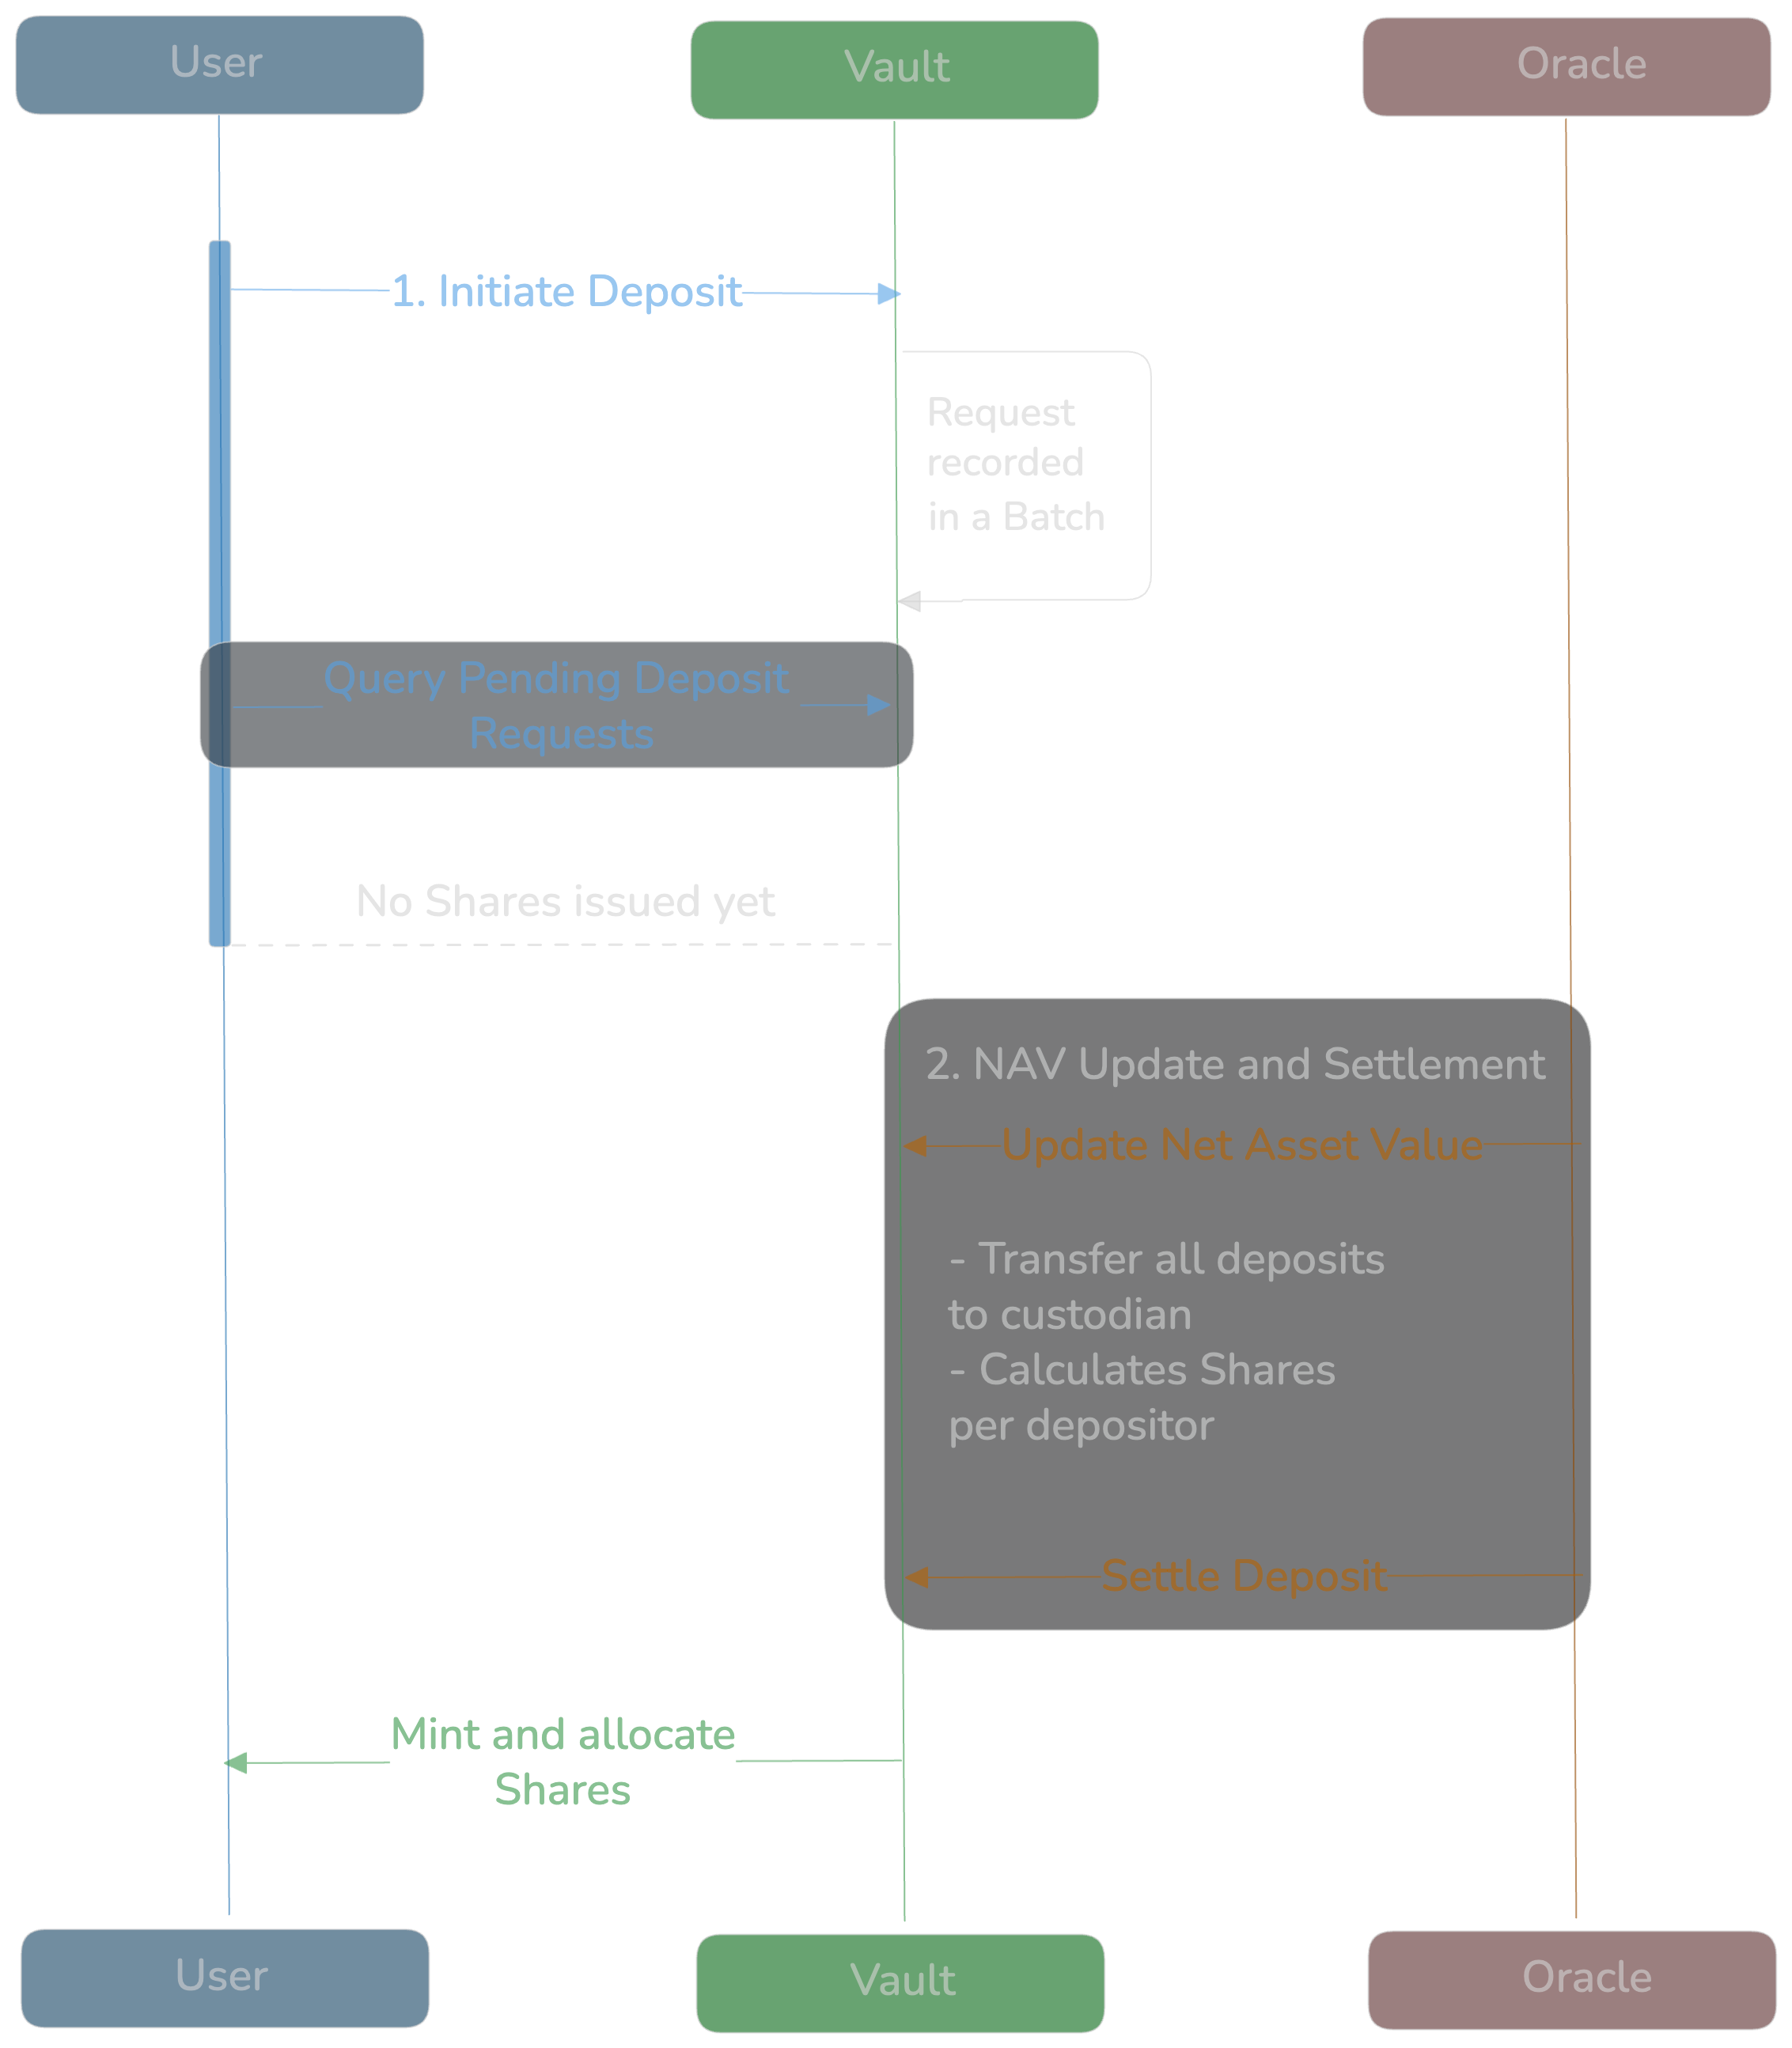 User
Vault
Oracle
1. Initiate Deposit
Request
recorded
in a Batch
Query Pending Deposit
Requests
No Shares issued yet
2. NAV Update and Settlement
Update Net Asset Value
- Transfer all deposits
to custodian
- Calculates Shares
per depositor
Settle Deposit
Mint and allocate
Shares
User
Vault
Oracle